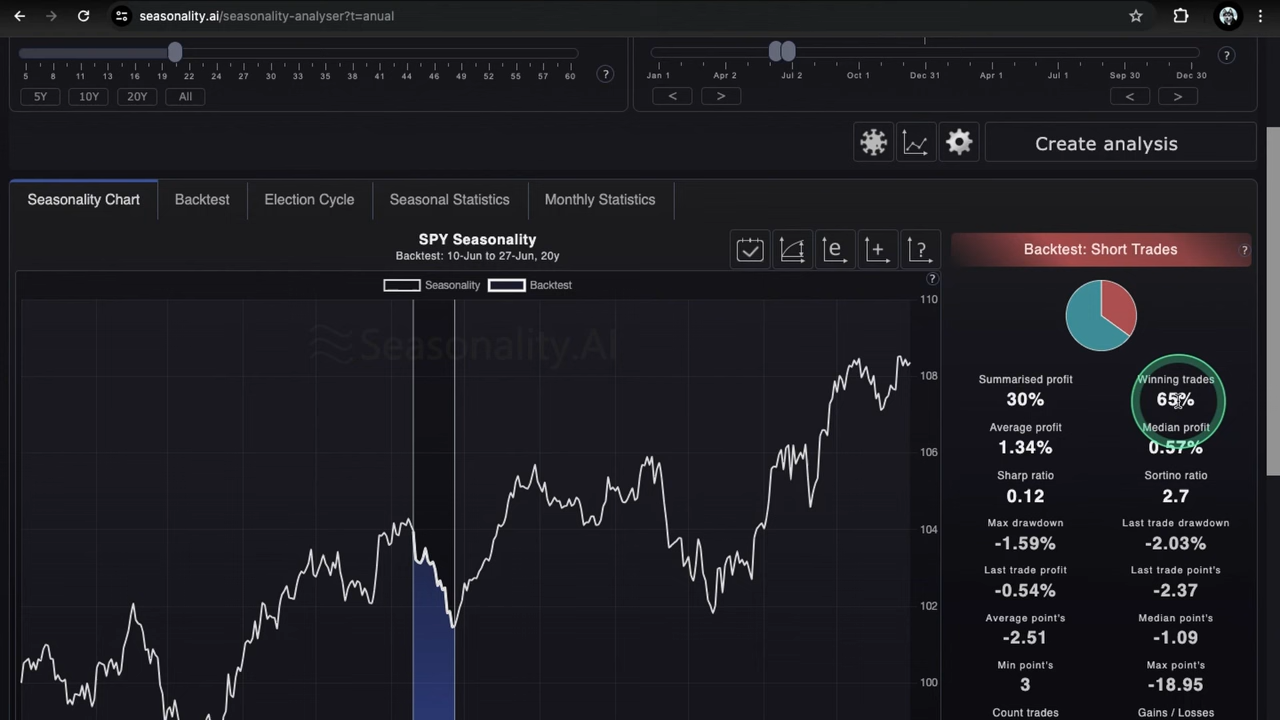 seasonality.ai/seasonality-analyser?t=anual
5 8 11 13 16 19 22 24 27 30 33 35 38 41 44 46 49 52 55 57 60
?
5Y 10Y 20Y All
Jan 1 Apr 2 Jul 2 Oct 1 Dec 31 Apr 1 Jul 1 Sep 30 Dec 30
?
< > < >
Create analysis
Seasonality Chart Backtest Election Cycle Seasonal Statistics Monthly Statistics
SPY Seasonality
Backtest: 10-Jun to 27-Jun, 20y
e + ?
Seasonality Backtest
?
Seasonality.AI
110
108
106
104
102
100
Backtest: Short Trades ?
Summarised profit Winning trades
30% 65%
Average profit Median profit
1.34% 0.57%
Sharp ratio Sortino ratio
0.12 2.7
Max drawdown Last trade drawdown
-1.59% -2.03%
Last trade profit Last trade point's
-0.54% -2.37
Average point's Median point's
-2.51 -1.09
Min point's Max point's
3 -18.95
Count trades Gains / Losses